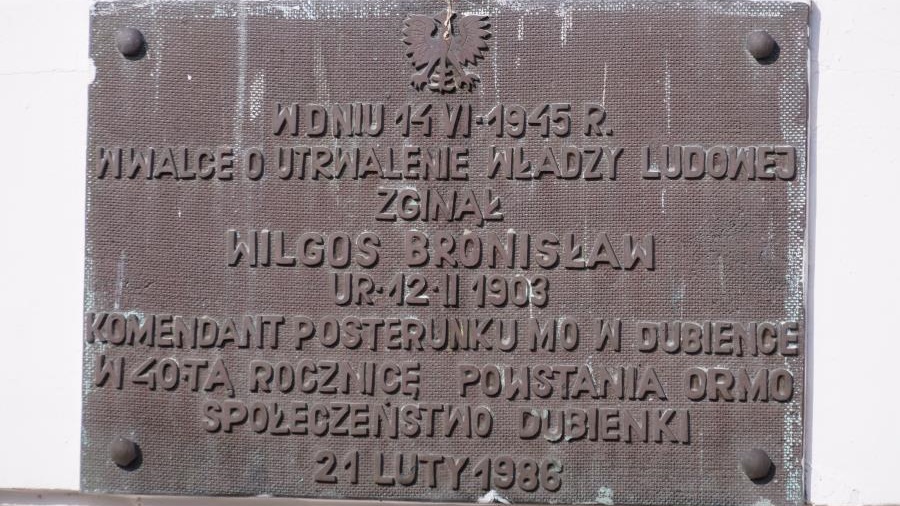 W DNIU 14 VI·1945 R.
W WALCE O UTRWALENIE WŁADZY LUDOWEJ
ZGINĄŁ
WILGOS BRONISŁAW
UR·12·II 1903
KOMENDANT POSTERUNKU MO W DUBIENCE
W 40·TĄ ROCZNICĘ POWSTANIA ORMO
SPOŁECZEŃSTWO DUBIENKI
21 LUTY 1986